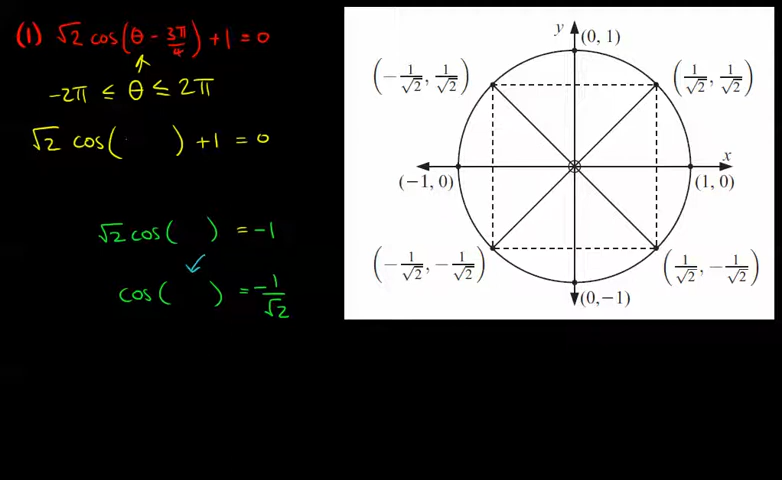 (1) √2 cos(θ - 3π/4) + 1 = 0
-2π ≤ θ ≤ 2π
√2 cos( ) + 1 = 0
√2 cos( ) = -1
cos( ) = -1/√2
y
(0, 1)
(-1/√2, 1/√2)
(1/√2, 1/√2)
x
(-1, 0)
(1, 0)
(-1/√2, -1/√2)
(1/√2, -1/√2)
(0, -1)